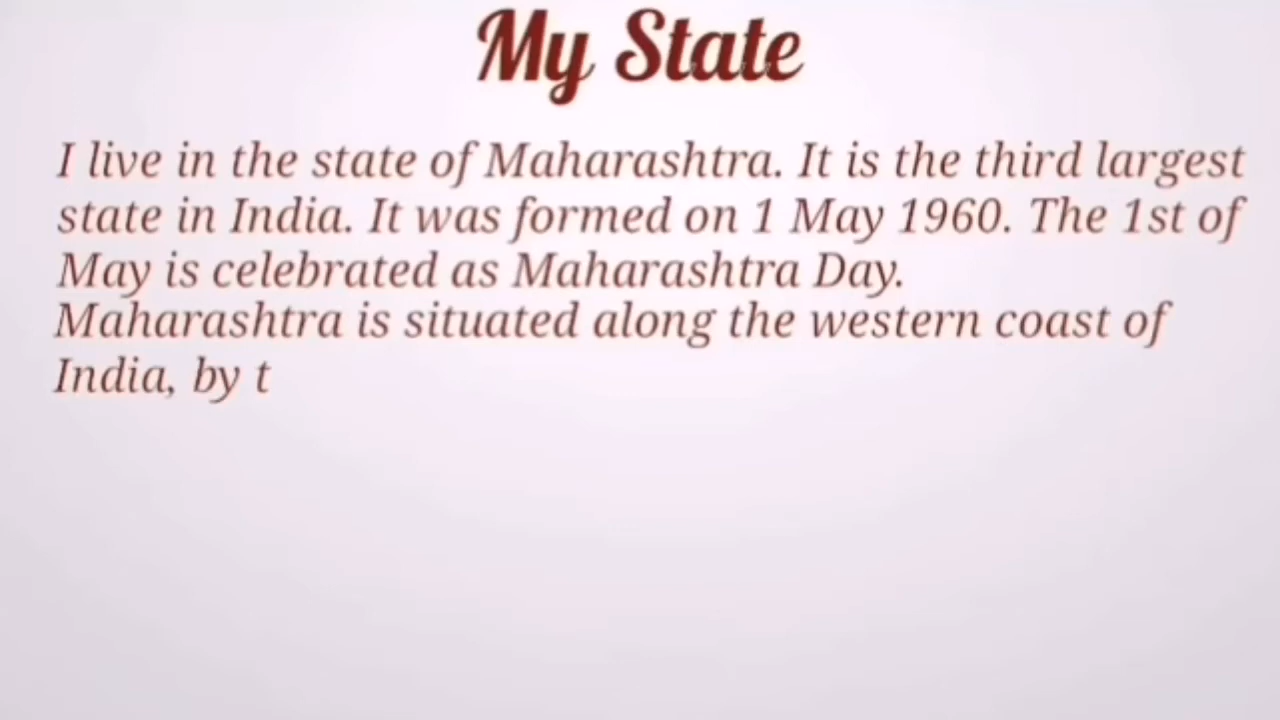 My State
I live in the state of Maharashtra. It is the third largest
state in India. It was formed on 1 May 1960. The 1st of
May is celebrated as Maharashtra Day.
Maharashtra is situated along the western coast of
India, by t